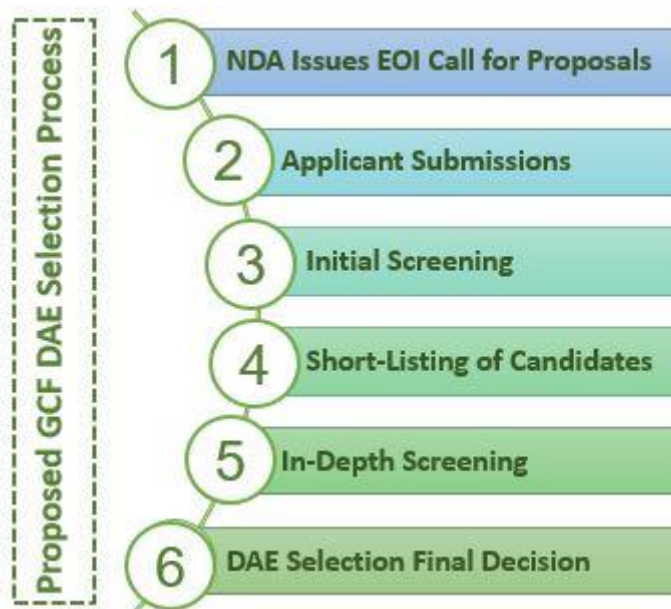 Proposed GCF DAE Selection Process
1 NDA Issues EOI Call for Proposals
2 Applicant Submissions
3 Initial Screening
4 Short-Listing of Candidates
5 In-Depth Screening
6 DAE Selection Final Decision